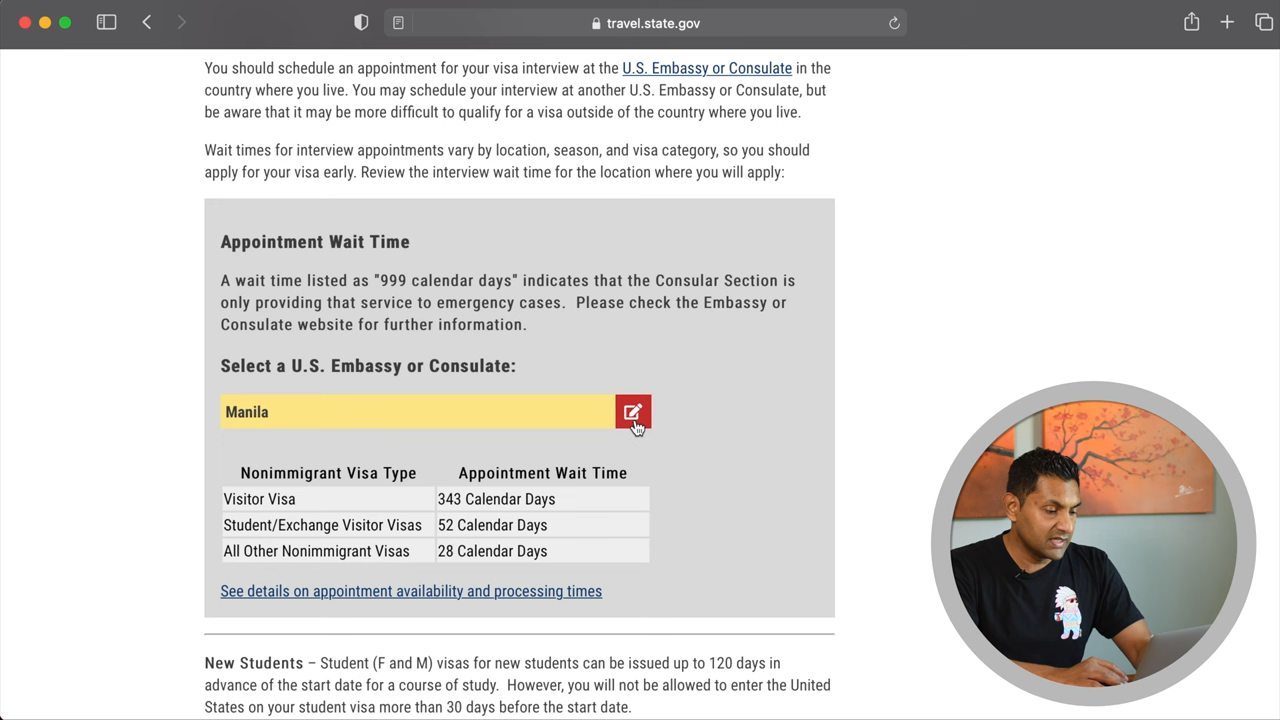 travel.state.gov
You should schedule an appointment for your visa interview at the U.S. Embassy or Consulate in the
country where you live. You may schedule your interview at another U.S. Embassy or Consulate, but
be aware that it may be more difficult to qualify for a visa outside of the country where you live.
Wait times for interview appointments vary by location, season, and visa category, so you should
apply for your visa early. Review the interview wait time for the location where you will apply:
Appointment Wait Time
A wait time listed as "999 calendar days" indicates that the Consular Section is
only providing that service to emergency cases. Please check the Embassy or
Consulate website for further information.
Select a U.S. Embassy or Consulate:
Manila
Nonimmigrant Visa Type Appointment Wait Time
Visitor Visa 343 Calendar Days
Student/Exchange Visitor Visas 52 Calendar Days
All Other Nonimmigrant Visas 28 Calendar Days
See details on appointment availability and processing times
New Students – Student (F and M) visas for new students can be issued up to 120 days in
advance of the start date for a course of study. However, you will not be allowed to enter the United
States on your student visa more than 30 days before the start date.